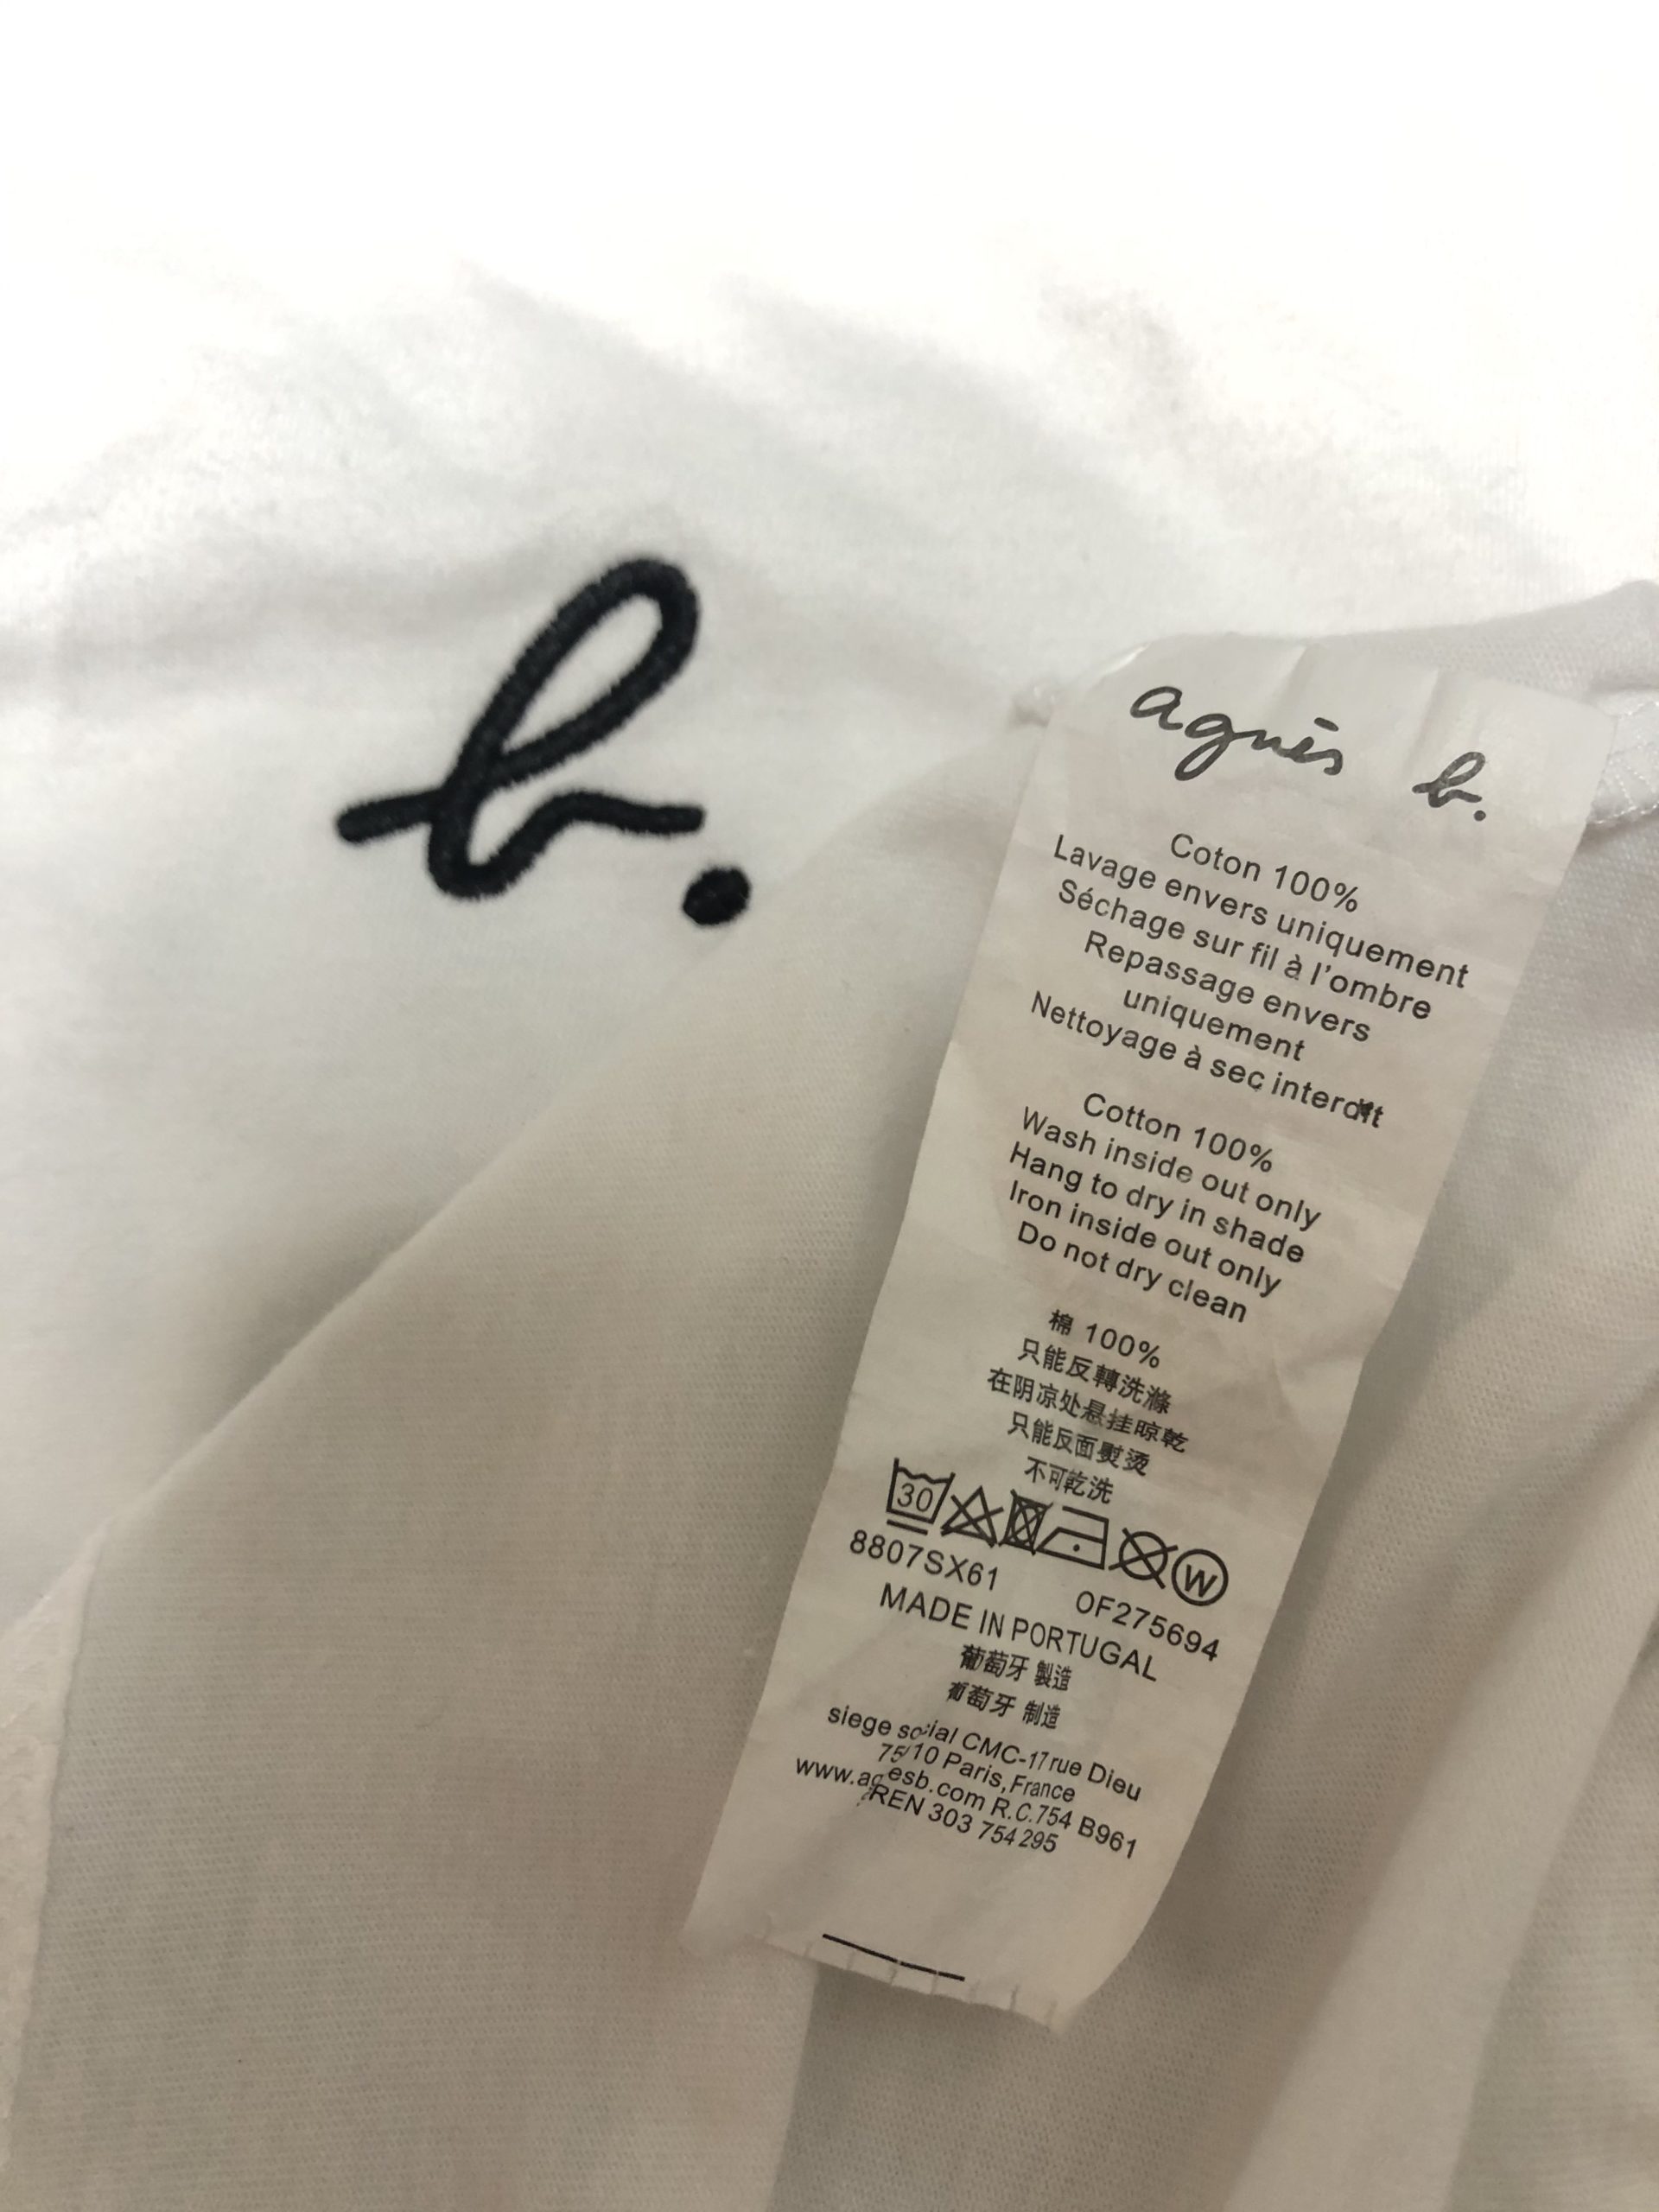 b.
agnès b.
Coton 100%
Lavage envers uniquement
Séchage sur fil à l'ombre
Repassage envers
uniquement
Nettoyage à sec interdit
Cotton 100%
Wash inside out only
Hang to dry in shade
Iron inside out only
Do not dry clean
棉 100%
只能反轉洗滌
在阴凉处悬挂晾乾
只能反面熨烫
不可乾洗
30 W
8807SX61 OF275694
MADE IN PORTUGAL
葡萄牙 製造
葡萄牙 制造
siege social CMC-17 rue Dieu
75/10 Paris, France
R.C.754 B961
303 754 295